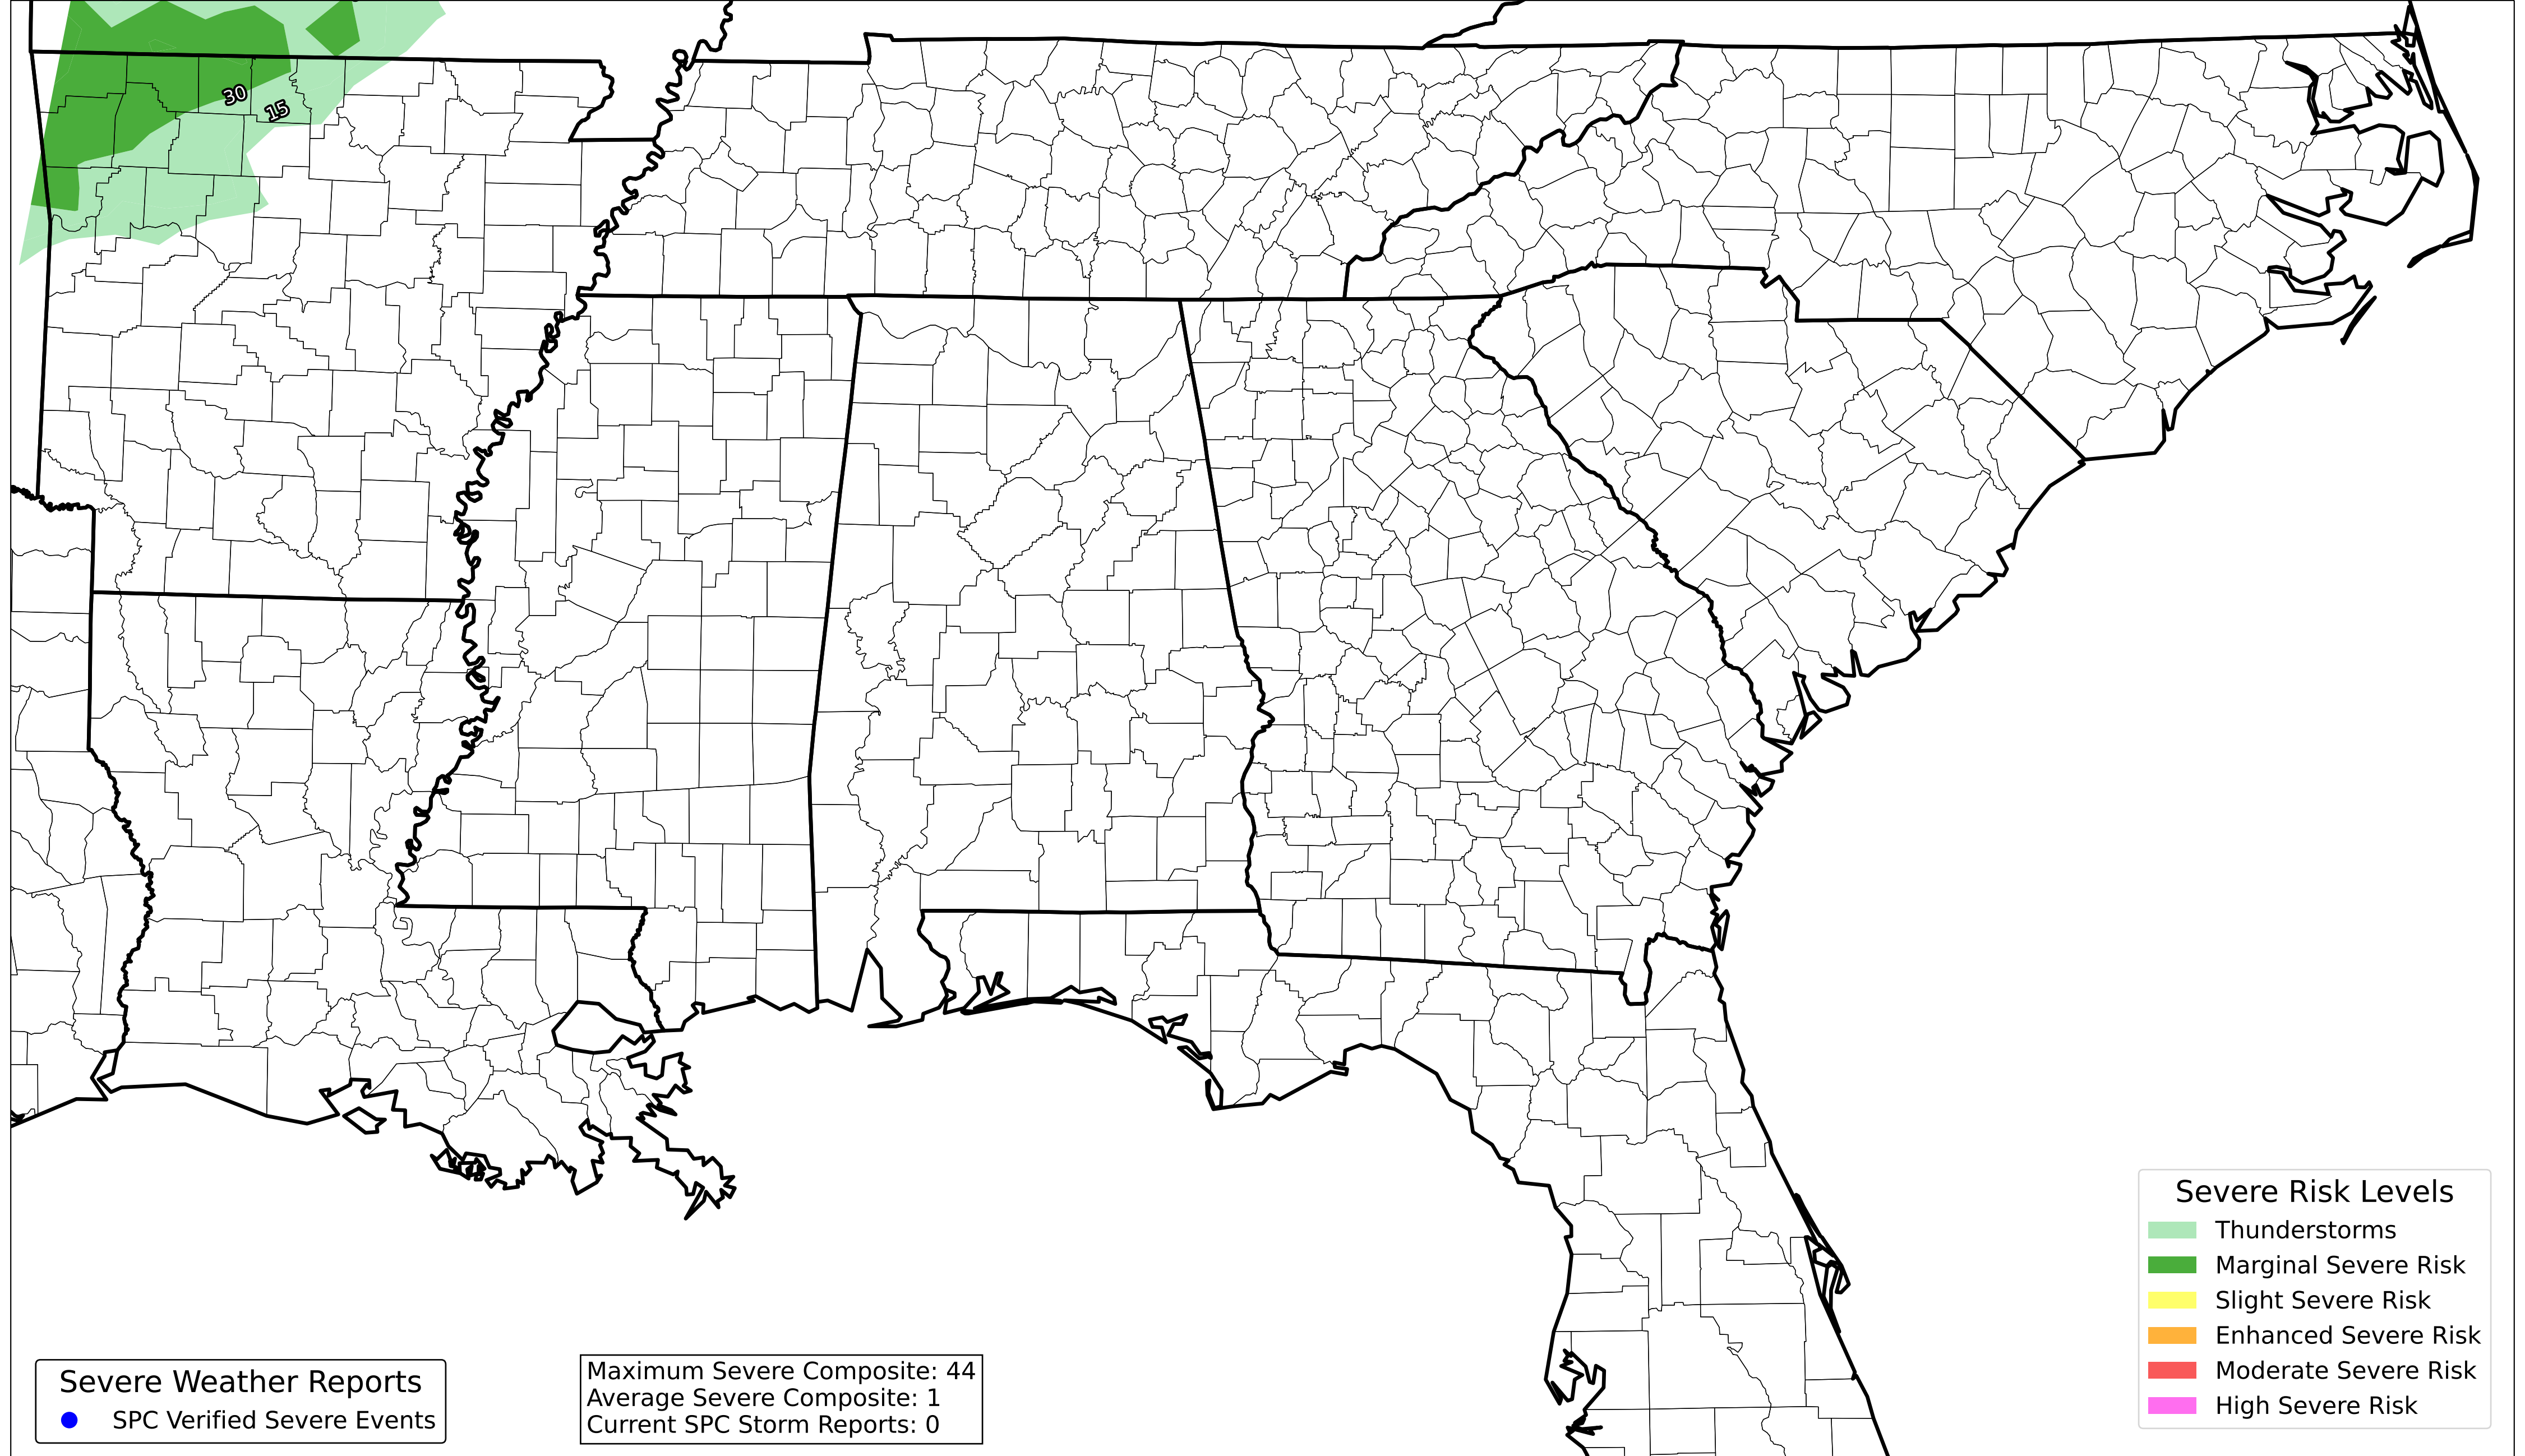 30
15
Severe Weather Reports
SPC Verified Severe Events
Maximum Severe Composite: 44
Average Severe Composite: 1
Current SPC Storm Reports: 0
Severe Risk Levels
Thunderstorms
Marginal Severe Risk
Slight Severe Risk
Enhanced Severe Risk
Moderate Severe Risk
High Severe Risk